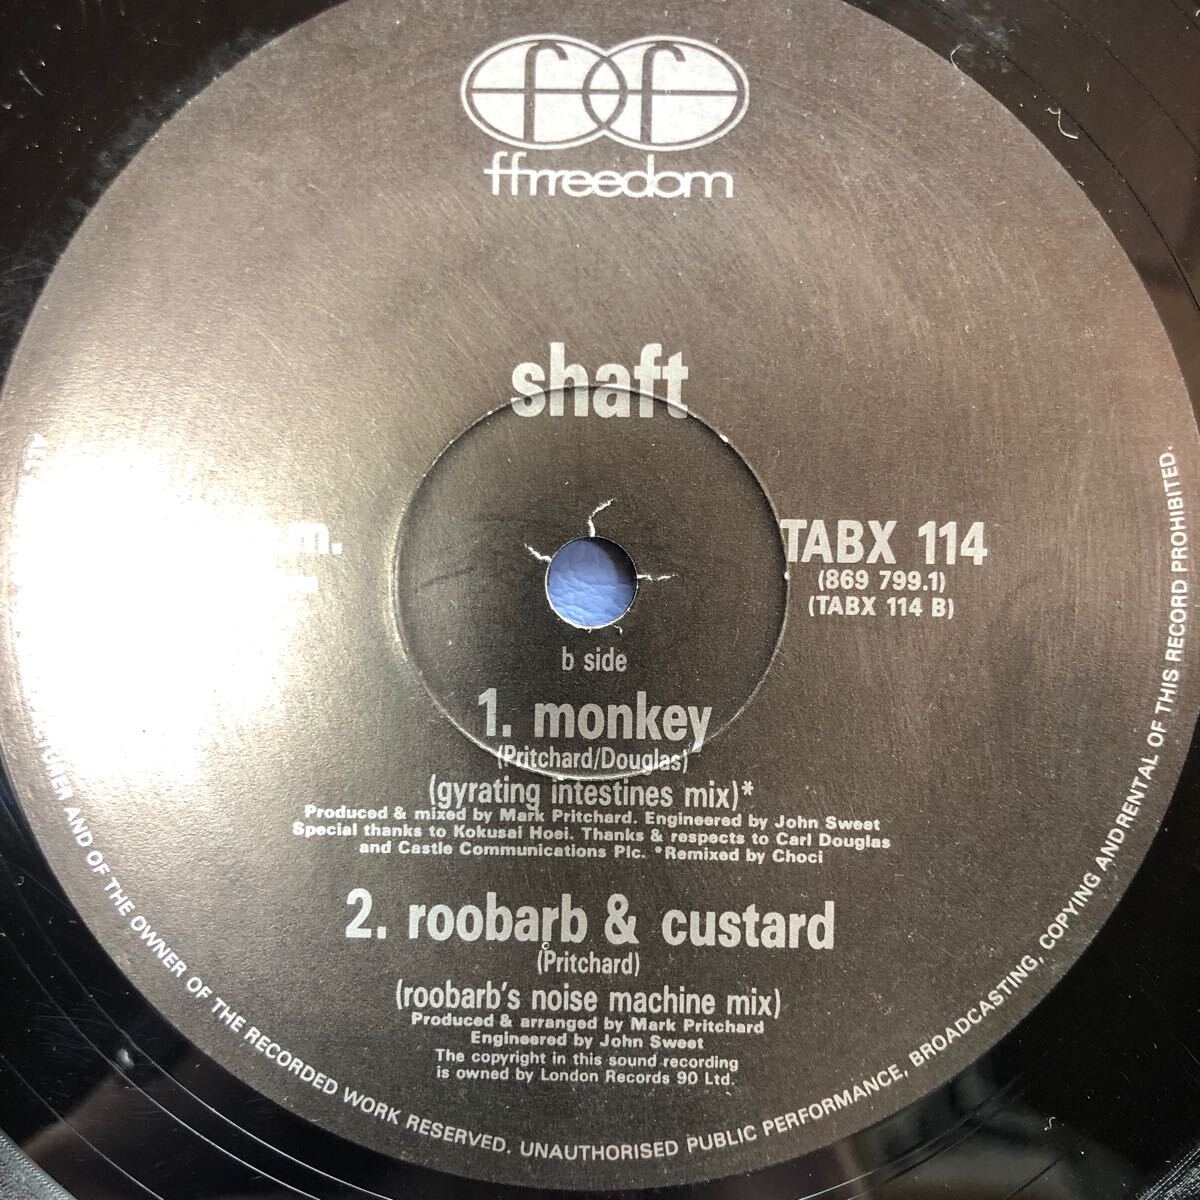 ffrreedom
shaft
m.
TABX 114
(869 799.1)
(TABX 114 B)
b side
1. monkey
(Pritchard/Douglas)
(gyrating intestines mix)*
Produced & mixed by Mark Pritchard. Engineered by John Sweet
Special thanks to Kokusai Hoei. Thanks & respects to Carl Douglas
and Castle Communications Plc. *Remixed by Choci
2. roobarb & custard
(Pritchard)
(roobarb's noise machine mix)
Produced & arranged by Mark Pritchard
Engineered by John Sweet
The copyright in this sound recording
is owned by London Records 90 Ltd.
AND OF THE OWNER OF THE RECORDED WORK RESERVED. UNAUTHORISED PUBLIC PERFORMANCE, BROADCASTING, COPYING ANDRENTAL OF THIS RECORD PROHIBITED.